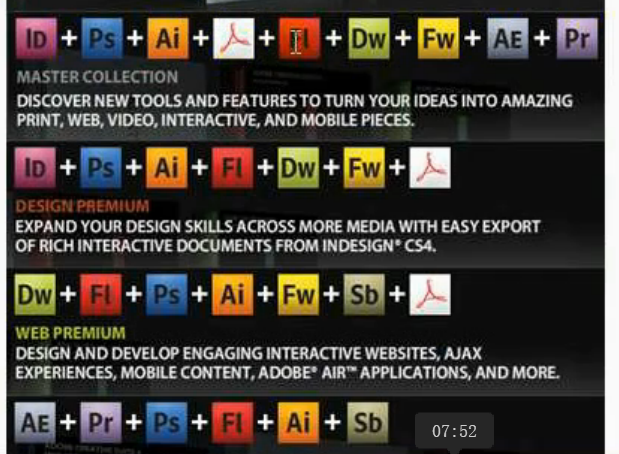 ID + Ps + Ai + + Fl + Dw + Fw + AE + Pr
MASTER COLLECTION
DISCOVER NEW TOOLS AND FEATURES TO TURN YOUR IDEAS INTO AMAZING
PRINT, WEB, VIDEO, INTERACTIVE, AND MOBILE PIECES.
ID + Ps + Ai + Fl + Dw + Fw +
DESIGN PREMIUM
EXPAND YOUR DESIGN SKILLS ACROSS MORE MEDIA WITH EASY EXPORT
OF RICH INTERACTIVE DOCUMENTS FROM INDESIGN® CS4.
Dw + Fl + Ps + Ai + Fw + Sb +
WEB PREMIUM
DESIGN AND DEVELOP ENGAGING INTERACTIVE WEBSITES, AJAX
EXPERIENCES, MOBILE CONTENT, ADOBE® AIR™ APPLICATIONS, AND MORE.
AE + Pr + Ps + Fl + Ai + Sb
07:52